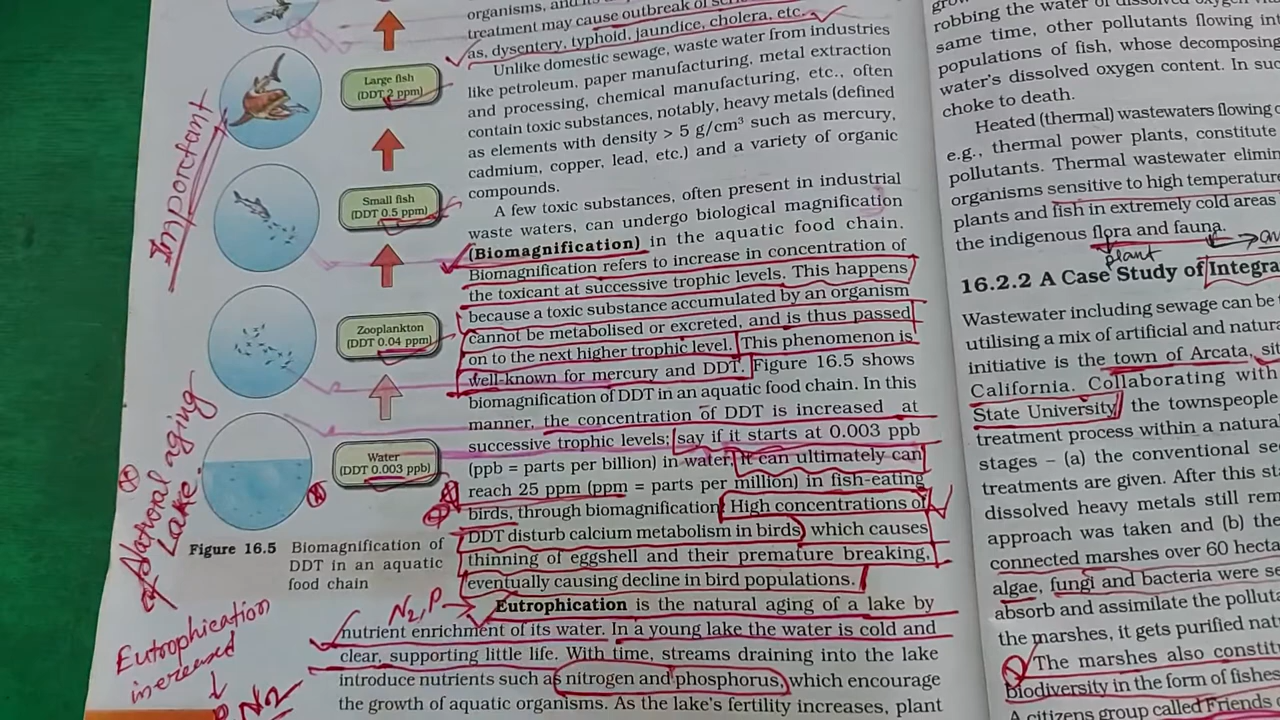 organisms, and its
treatment may cause outbreak of
as, dysentery, typhoid, jaundice, cholera, etc.
Unlike domestic sewage, waste water from industries
like petroleum, paper manufacturing, metal extraction
and processing, chemical manufacturing, etc., often
contain toxic substances, notably, heavy metals (defined
as elements with density > 5 g/cm³ such as mercury,
cadmium, copper, lead, etc.) and a variety of organic
compounds.
A few toxic substances, often present in industrial
waste waters, can undergo biological magnification
(Biomagnification) in the aquatic food chain.
Biomagnification refers to increase in concentration of
the toxicant at successive trophic levels. This happens
because a toxic substance accumulated by an organism
cannot be metabolised or excreted, and is thus passed
on to the next higher trophic level. This phenomenon is
well-known for mercury and DDT. Figure 16.5 shows
biomagnification of DDT in an aquatic food chain. In this
manner, the concentration of DDT is increased at
successive trophic levels; say if it starts at 0.003 ppb
(ppb = parts per billion) in water, it can ultimately can
reach 25 ppm (ppm = parts per million) in fish-eating
birds, through biomagnification. High concentrations of
DDT disturb calcium metabolism in birds, which causes
thinning of eggshell and their premature breaking,
eventually causing decline in bird populations.
N2, P
Eutrophication is the natural aging of a lake by
nutrient enrichment of its water. In a young lake the water is cold and
clear, supporting little life. With time, streams draining into the lake
introduce nutrients such as nitrogen and phosphorus, which encourage
the growth of aquatic organisms. As the lake's fertility increases, plant
Large fish
(DDT 2 ppm)
Small fish
(DDT 0.5 ppm)
Zooplankton
(DDT 0.04 ppm)
Water
(DDT 0.003 ppb)
Figure 16.5 Biomagnification of
DDT in an aquatic
food chain
Imporctant
aging
Lake
Eutrophication
increased
N2
robbing the water of dissolved oxygen
same time, other pollutants flowing
populations of fish, whose decomposing
water's dissolved oxygen content. In
choke to death.
Heated (thermal) wastewaters flowing
e.g., thermal power plants, constitute
pollutants. Thermal wastewater
organisms sensitive to high temperature
plants and fish in extremely cold areas
the indigenous flora and fauna.
plant
16.2.2 A Case Study of
Wastewater including sewage can be
utilising a mix of artificial and
initiative is the town of Arcata,
California. Collaborating with
State University, the townspeople
treatment process within a natural
stages – (a) the conventional
treatments are given. After this
dissolved heavy metals still
approach was taken and (b) the
connected marshes over 60
algae, fungi and bacteria were
absorb and assimilate the
the marshes, it gets purified
The marshes also
biodiversity in the form of fishes
A citizens group called Friends